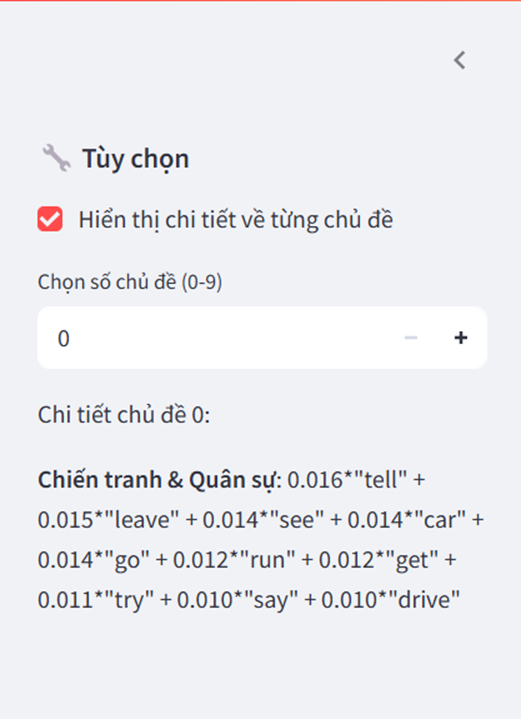 Tùy chọn
Hiển thị chi tiết về từng chủ đề
Chọn số chủ đề (0-9)
0
Chi tiết chủ đề 0:
Chiến tranh & Quân sự: 0.016*"tell" +
0.015*"leave" + 0.014*"see" + 0.014*"car" +
0.014*"go" + 0.012*"run" + 0.012*"get" +
0.011*"try" + 0.010*"say" + 0.010*"drive"